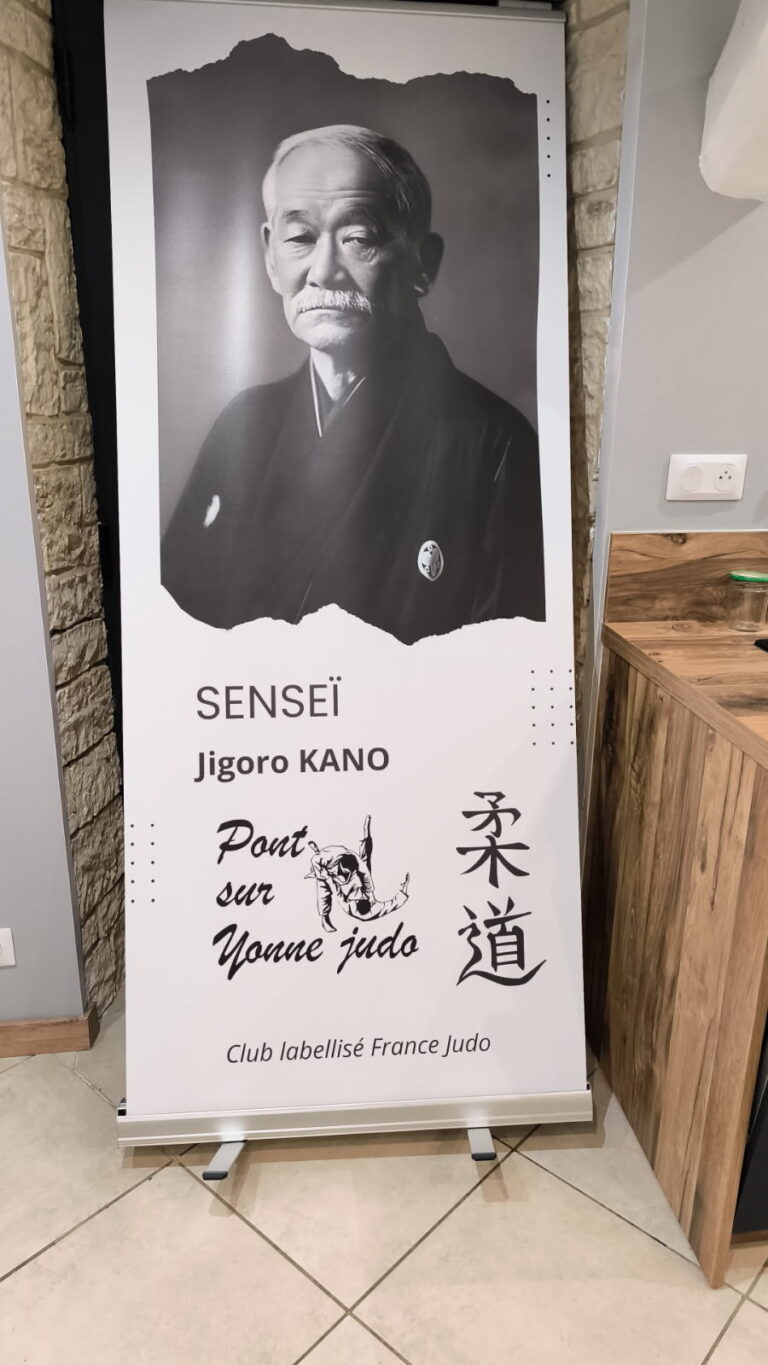 SENSEÏ
Jigoro KANO
Pont
sur
Yonne judo
柔道
Club labellisé France Judo